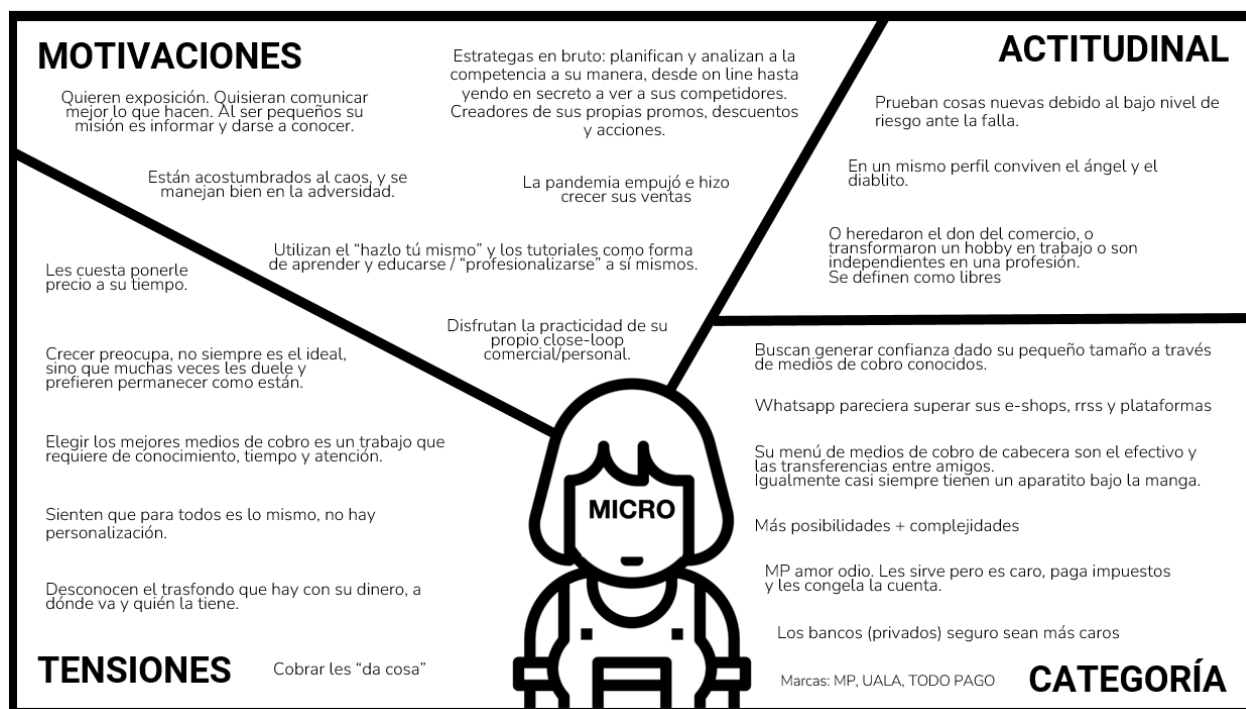 MOTIVACIONES
Quieren exposición. Quisieran comunicar
mejor lo que hacen. Al ser pequeños su
misión es informar y darse a conocer.
Estrategas en bruto: planifican y analizan a la
competencia a su manera, desde on line hasta
yendo en secreto a ver a sus competidores.
Creadores de sus propias promos, descuentos
y acciones.
Están acostumbrados al caos, y se
manejan bien en la adversidad.
La pandemia empujó e hizo
crecer sus ventas
Utilizan el “hazlo tú mismo” y los tutoriales como forma
de aprender y educarse / “profesionalizarse” a sí mismos.
Disfrutan la practicidad de su
propio close-loop
comercial/personal.
ACTITUDINAL
Prueban cosas nuevas debido al bajo nivel de
riesgo ante la falla.
En un mismo perfil conviven el ángel y el
diablito.
O heredaron el don del comercio, o
transformaron un hobby en trabajo o son
independientes en una profesión.
Se definen como libres
Les cuesta ponerle
precio a su tiempo.
Crecer preocupa, no siempre es el ideal,
sino que muchas veces les duele y
prefieren permanecer como están.
Elegir los mejores medios de cobro es un trabajo que
requiere de conocimiento, tiempo y atención.
Sienten que para todos es lo mismo, no hay
personalización.
Desconocen el trasfondo que hay con su dinero, a
dónde va y quién la tiene.
TENSIONES
Cobrar les “da cosa”
MICRO
Buscan generar confianza dado su pequeño tamaño a través
de medios de cobro conocidos.
Whatsapp pareciera superar sus e-shops, rrss y plataformas
Su menú de medios de cobro de cabecera son el efectivo y
las transferencias entre amigos.
Igualmente casi siempre tienen un aparatito bajo la manga.
Más posibilidades + complejidades
MP amor odio. Les sirve pero es caro, paga impuestos
y les congela la cuenta.
Los bancos (privados) seguro sean más caros
Marcas: MP, UALA, TODO PAGO
CATEGORÍA